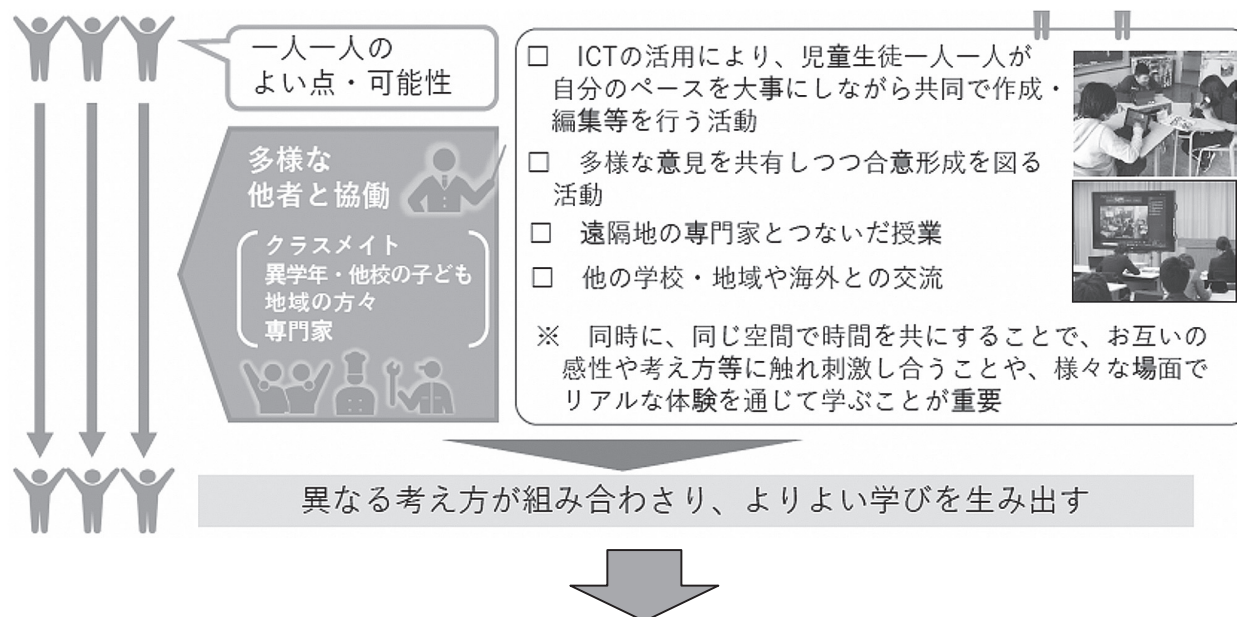 一人一人の
よい点・可能性
多様な
他者と協働
クラスメイト
異学年・他校の子ども
地域の方々
専門家
□ ICTの活用により、児童生徒一人一人が
自分のペースを大事にしながら共同で作成・
編集等を行う活動
□ 多様な意見を共有しつつ合意形成を図る
活動
□ 遠隔地の専門家とつないだ授業
□ 他の学校・地域や海外との交流
※ 同時に、同じ空間で時間を共にすることで、お互いの
感性や考え方等に触れ刺激し合うことや、様々な場面で
リアルな体験を通じて学ぶことが重要
異なる考え方が組み合わさり、よりよい学びを生み出す